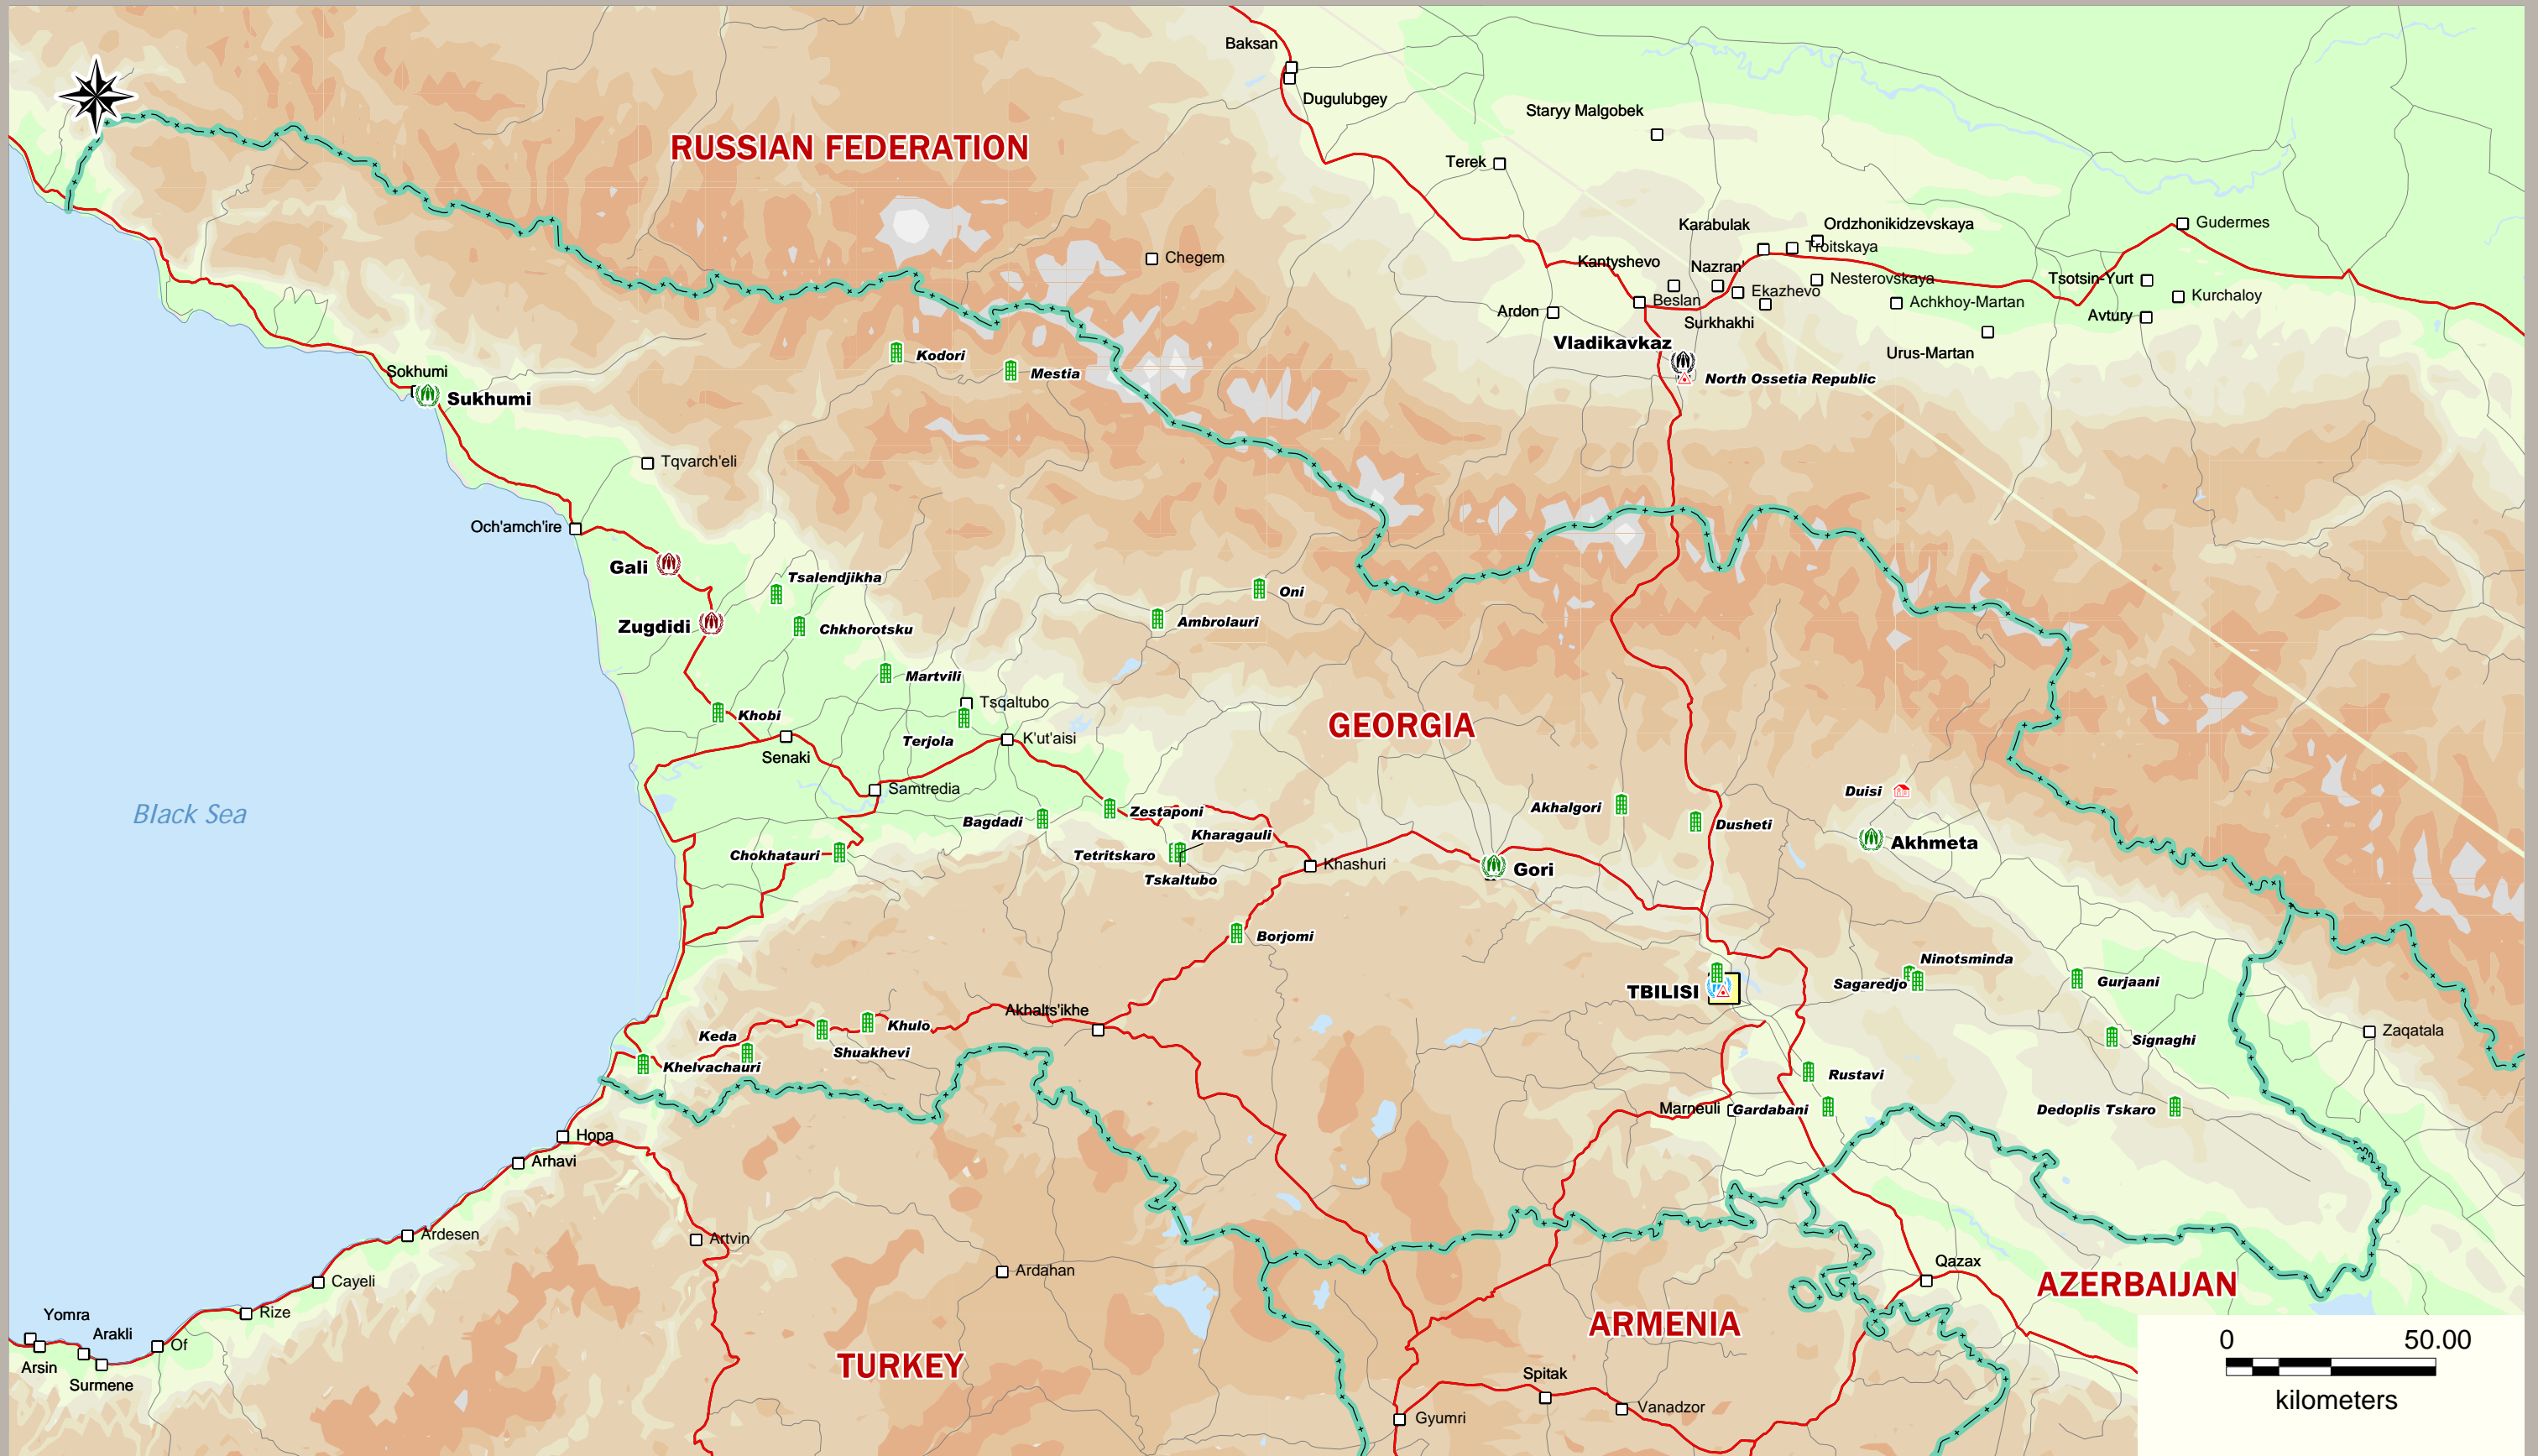 Baksan
Dugulubgey
Staryy Malgobek
RUSSIAN FEDERATION
Terek
Karabulak
Ordzhonikidzevskaya
Gudermes
Troitskaya
Chegem
Kantyshevo
Nazran'
Nesterovskaya
Tsotsin-Yurt
Ekazhevo
Kurchaloy
Beslan
Achkhoy-Martan
Ardon
Surkhakhi
Avtury
Vladikavkaz
Urus-Martan
Kodori
Mestia
North Ossetia Republic
Sokhumi
Sukhumi
Tqvarch'eli
Och'amch'ire
Gali
Tsalendjikha
Oni
Zugdidi
Chkhorotsku
Ambrolauri
Martvili
Tsqaltubo
Khobi
GEORGIA
Terjola
K'ut'aisi
Senaki
Samtredia
Duisi
Black Sea
Akhalgori
Zestaponi
Bagdadi
Dusheti
Kharagauli
Akhmeta
Chokhatauri
Tetritskaro
Khashuri
Gori
Tskaltubo
Borjomi
Ninotsminda
Sagaredjo
Gurjaani
TBILISI
Akhalts'ikhe
Khulo
Keda
Zaqatala
Signaghi
Shuakhevi
Khelvachauri
Rustavi
Marneuli
Gardabani
Dedoplis Tskaro
Hopa
Arhavi
Ardesen
Artvin
Qazax
Ardahan
Cayeli
AZERBAIJAN
Rize
Yomra
ARMENIA
Arakli
Of
0 50.00
Arsin
TURKEY
Surmene
Spitak
kilometers
Vanadzor
Gyumri